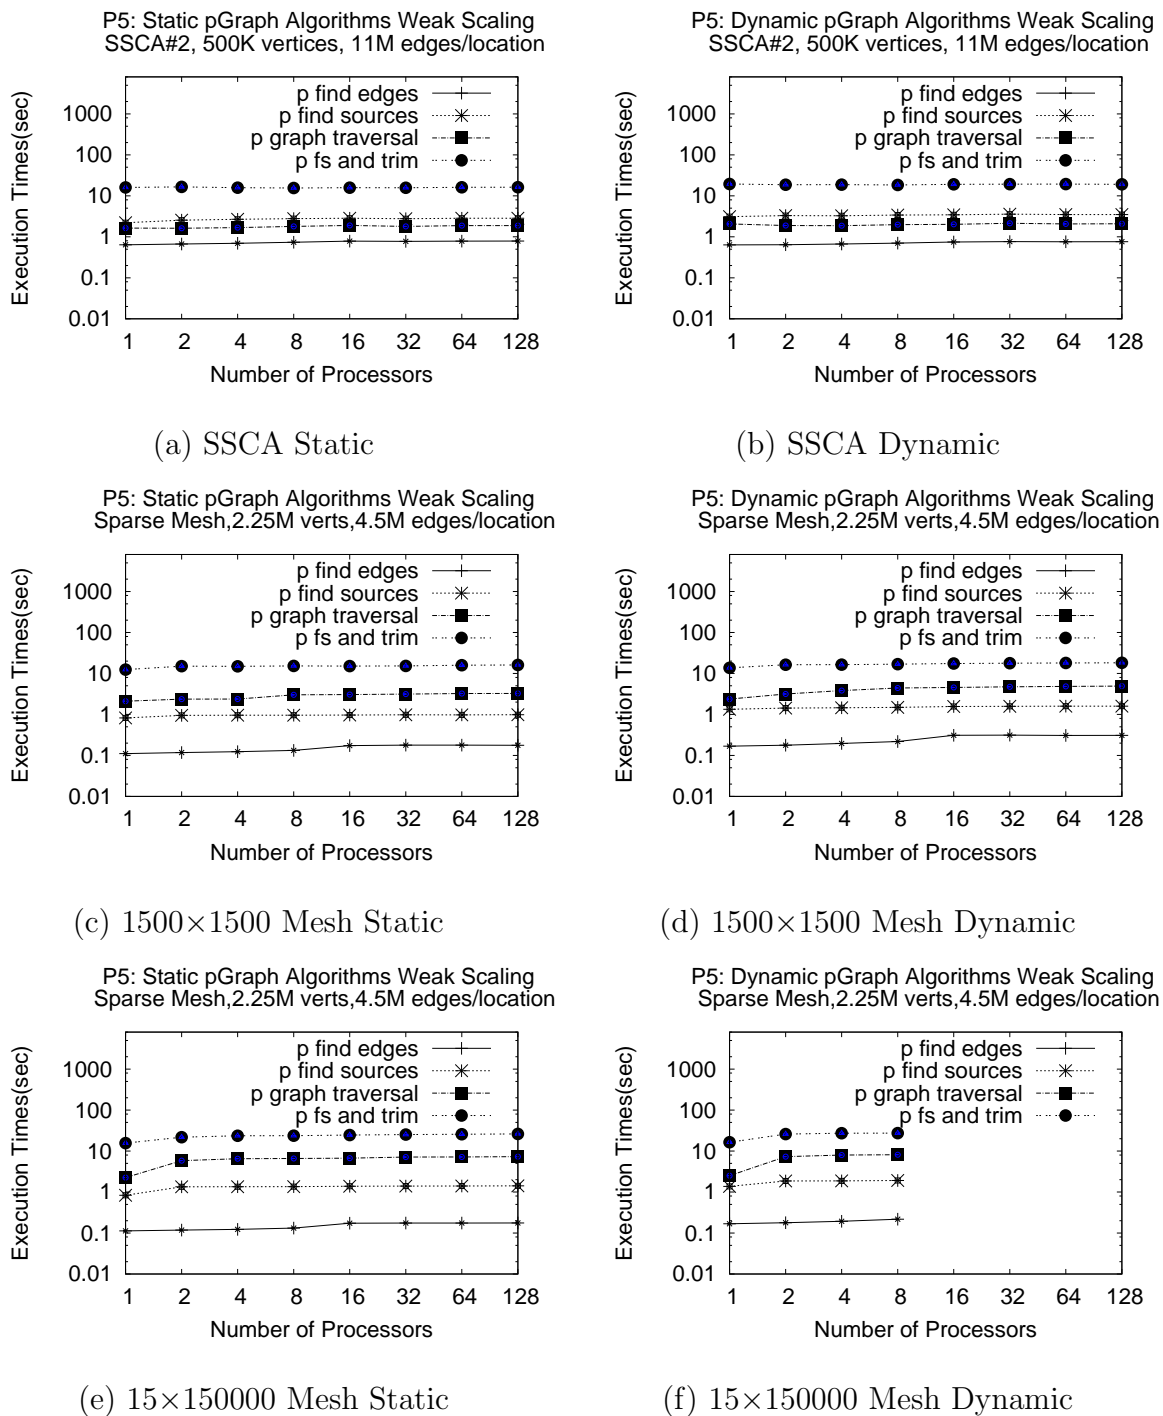 P5: Static pGraph Algorithms Weak Scaling
SSCA#2, 500K vertices, 11M edges/location
Execution Times(sec)
1000
100
10
1
0.1
0.01
p find edges
p find sources
p graph traversal
p fs and trim
1 2 4 8 16 32 64 128
Number of Processors
(a) SSCA Static
P5: Dynamic pGraph Algorithms Weak Scaling
SSCA#2, 500K vertices, 11M edges/location
Execution Times(sec)
1000
100
10
1
0.1
0.01
p find edges
p find sources
p graph traversal
p fs and trim
1 2 4 8 16 32 64 128
Number of Processors
(b) SSCA Dynamic
P5: Static pGraph Algorithms Weak Scaling
Sparse Mesh,2.25M verts,4.5M edges/location
Execution Times(sec)
1000
100
10
1
0.1
0.01
p find edges
p find sources
p graph traversal
p fs and trim
1 2 4 8 16 32 64 128
Number of Processors
(c) 1500×1500 Mesh Static
P5: Dynamic pGraph Algorithms Weak Scaling
Sparse Mesh,2.25M verts,4.5M edges/location
Execution Times(sec)
1000
100
10
1
0.1
0.01
p find edges
p find sources
p graph traversal
p fs and trim
1 2 4 8 16 32 64 128
Number of Processors
(d) 1500×1500 Mesh Dynamic
P5: Static pGraph Algorithms Weak Scaling
Sparse Mesh,2.25M verts,4.5M edges/location
Execution Times(sec)
1000
100
10
1
0.1
0.01
p find edges
p find sources
p graph traversal
p fs and trim
1 2 4 8 16 32 64 128
Number of Processors
(e) 15×150000 Mesh Static
P5: Dynamic pGraph Algorithms Weak Scaling
Sparse Mesh,2.25M verts,4.5M edges/location
Execution Times(sec)
1000
100
10
1
0.1
0.01
p find edges
p find sources
p graph traversal
p fs and trim
1 2 4 8 16 32 64 128
Number of Processors
(f) 15×150000 Mesh Dynamic